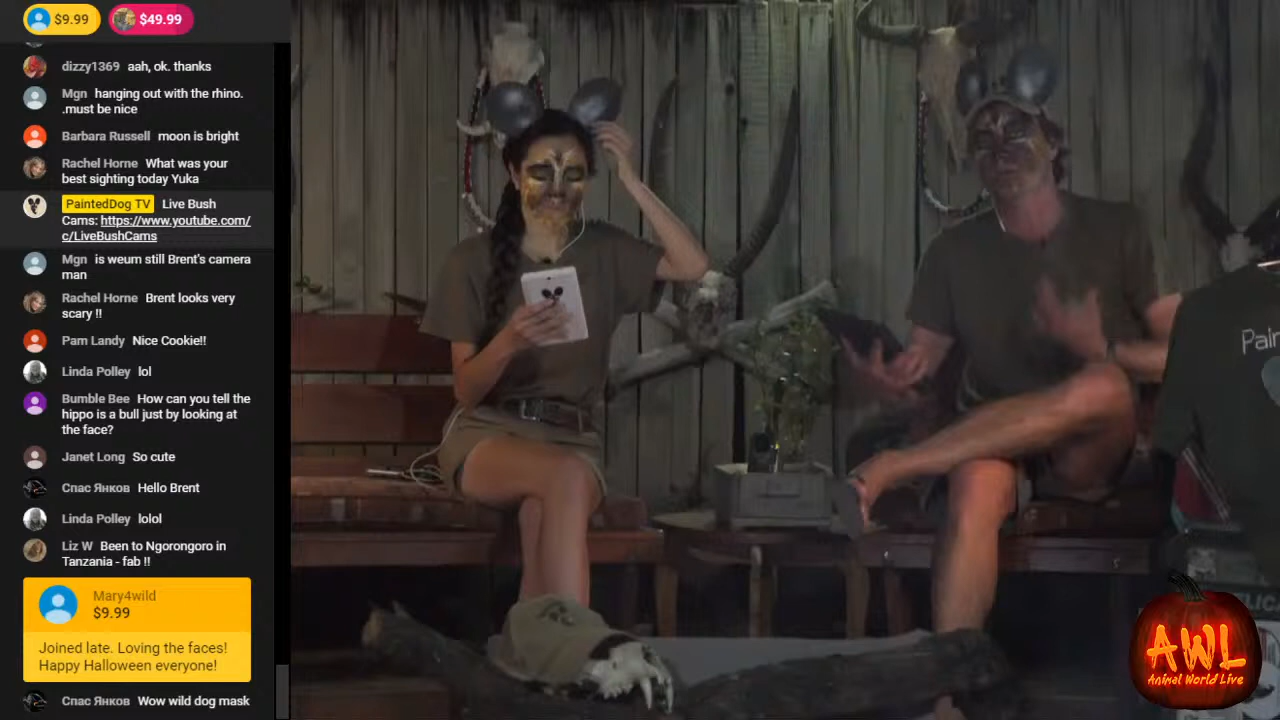 $9.99
$49.99
dizzy1369 aah, ok. thanks
Mgn hanging out with the rhino.
.must be nice
Barbara Russell moon is bright
Rachel Horne What was your
best sighting today Yuka
PaintedDog TV Live Bush
Cams: https://www.youtube.com/
c/LiveBushCams
Mgn is weum still Brent's camera
man
Rachel Horne Brent looks very
scary !!
Pam Landy Nice Cookie!!
Linda Polley lol
Bumble Bee How can you tell the
hippo is a bull just by looking at
the face?
Janet Long So cute
Спас Янков Hello Brent
Linda Polley lolol
Liz W Been to Ngorongoro in
Tanzania - fab !!
Mary4wild
$9.99
Joined late. Loving the faces!
Happy Halloween everyone!
Спас Янков Wow wild dog mask
Pain
AWL
Animal World Live